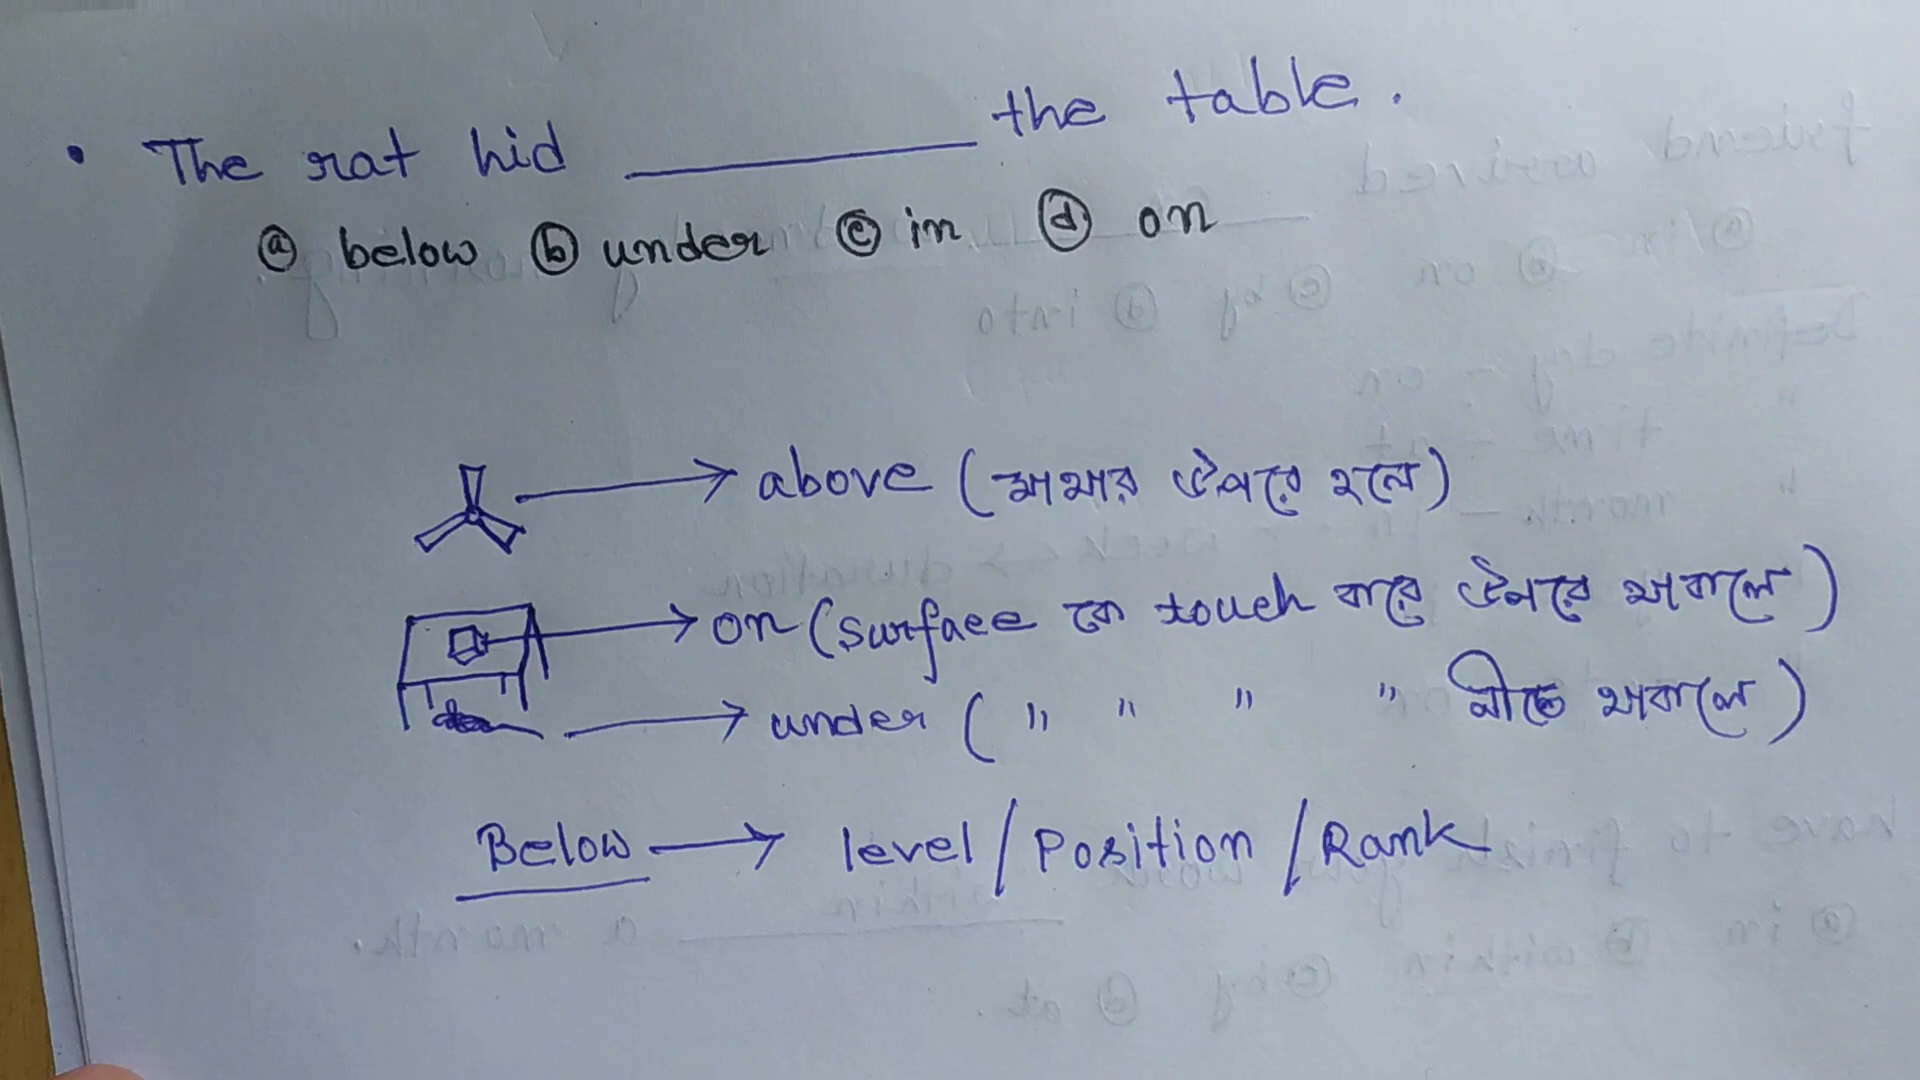 • The rat hid ________ the table.
ⓐ below ⓑ under ⓒ in ⓓ on
→ above (মাথার উপরে হলে)
→ on (surface কে touch করে উপরে থাকলে)
→ under ( " " " " নীচে থাকলে)
Below → level / Position / Rank